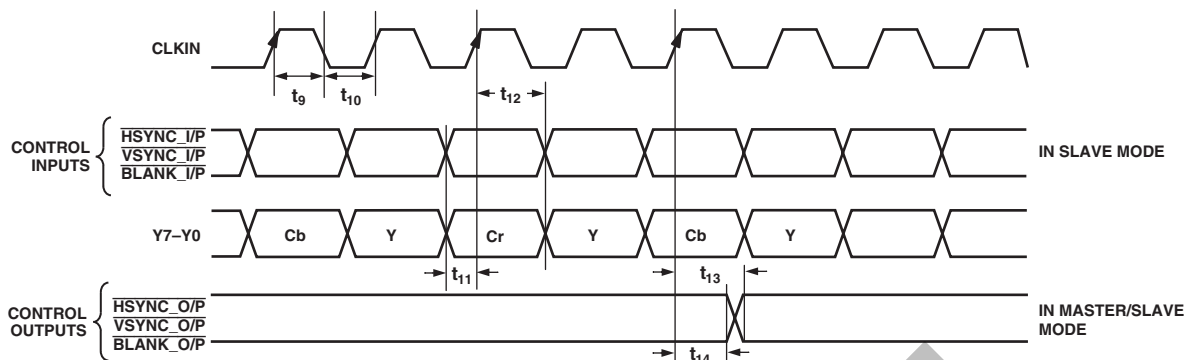 CLKIN
t9
t10
t12
CONTROL
INPUTS
HSYNC_I/P
VSYNC_I/P
BLANK_I/P
IN SLAVE MODE
Y7–Y0
Cb
Y
Cr
Y
Cb
Y
t11
t13
CONTROL
OUTPUTS
HSYNC_O/P
VSYNC_O/P
BLANK_O/P
IN MASTER/SLAVE
MODE
t14